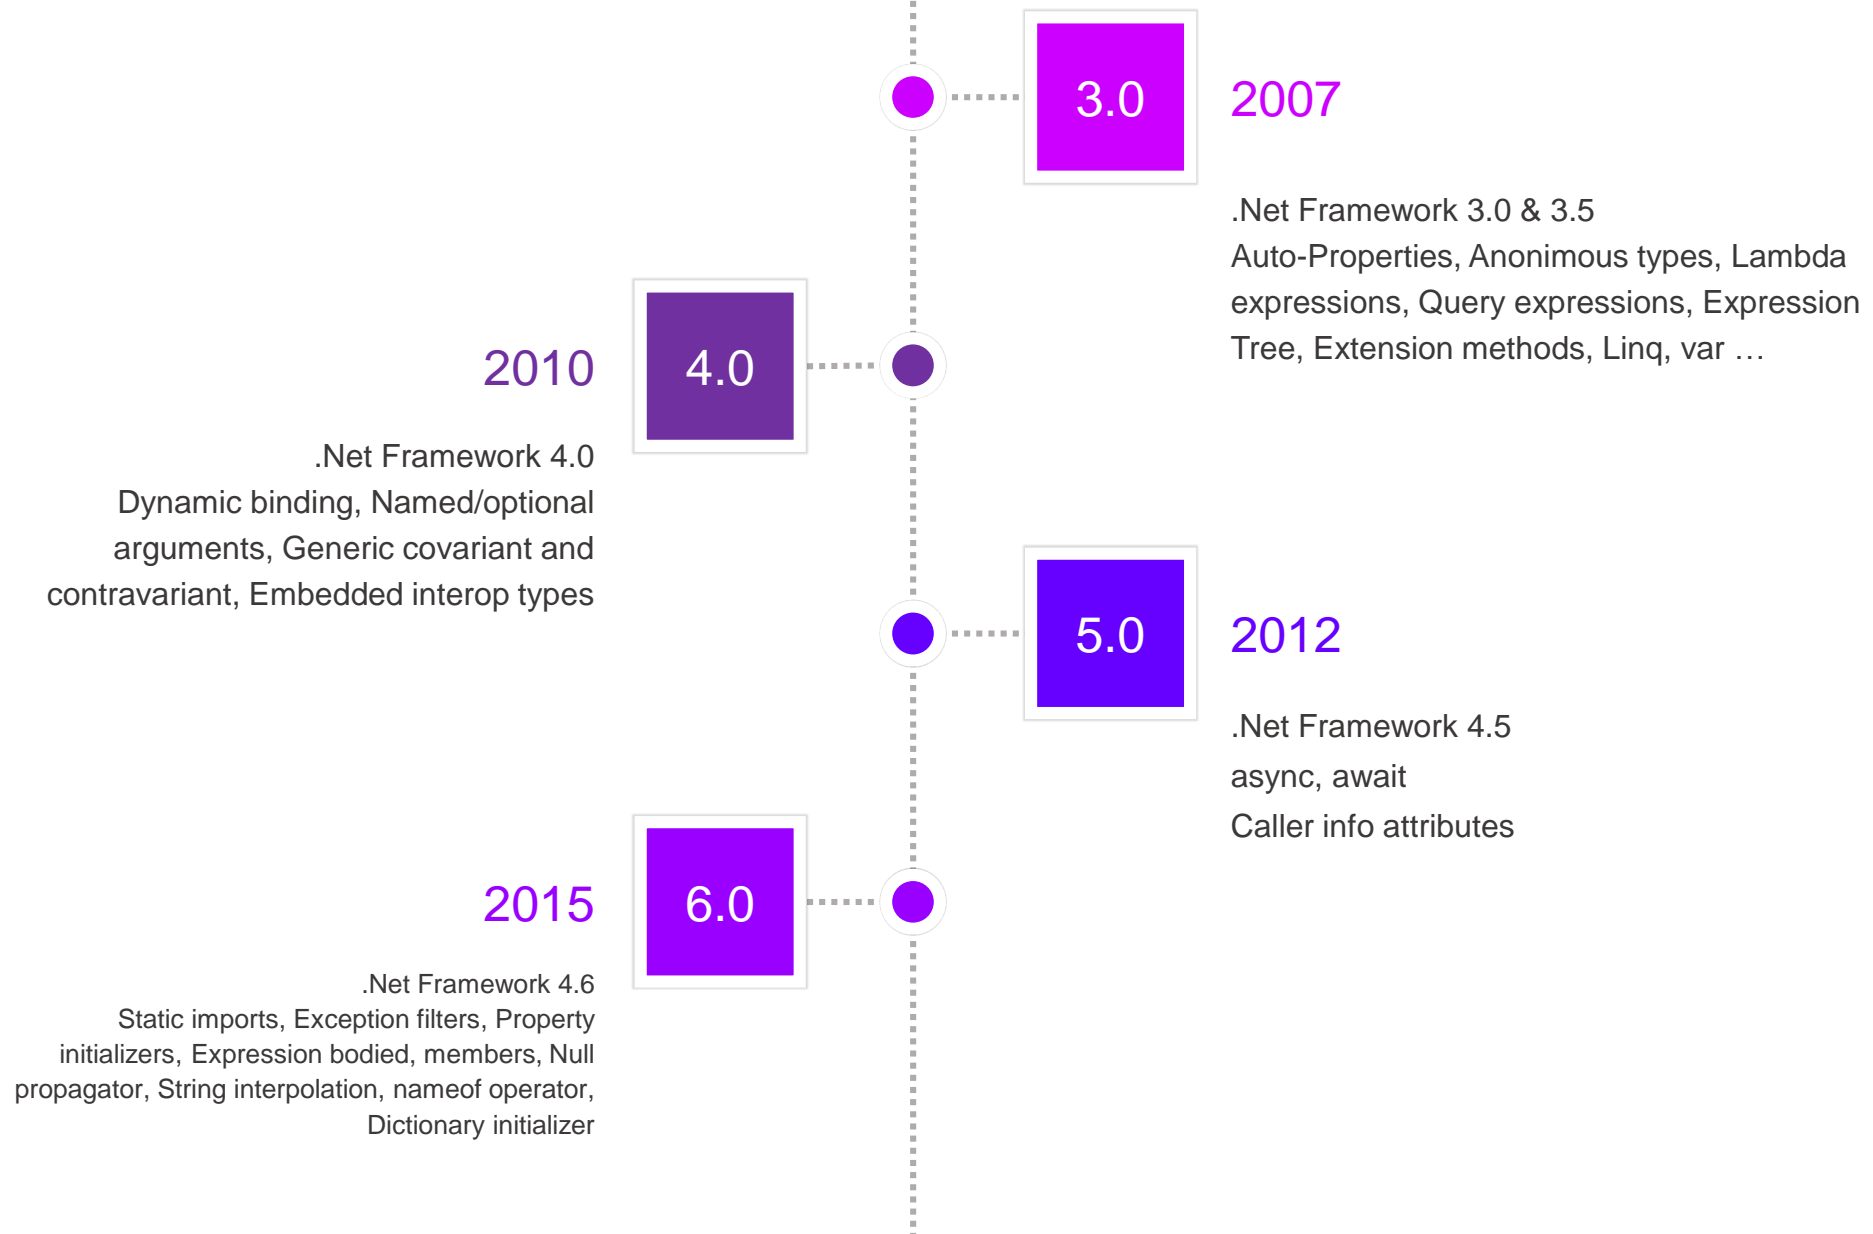 3.0
2007
.Net Framework 3.0 & 3.5
Auto-Properties, Anonimous types, Lambda
expressions, Query expressions, Expression
Tree, Extension methods, Linq, var …
2010
4.0
.Net Framework 4.0
Dynamic binding, Named/optional
arguments, Generic covariant and
contravariant, Embedded interop types
5.0
2012
.Net Framework 4.5
async, await
Caller info attributes
2015
6.0
.Net Framework 4.6
Static imports, Exception filters, Property
initializers, Expression bodied, members, Null
propagator, String interpolation, nameof operator,
Dictionary initializer